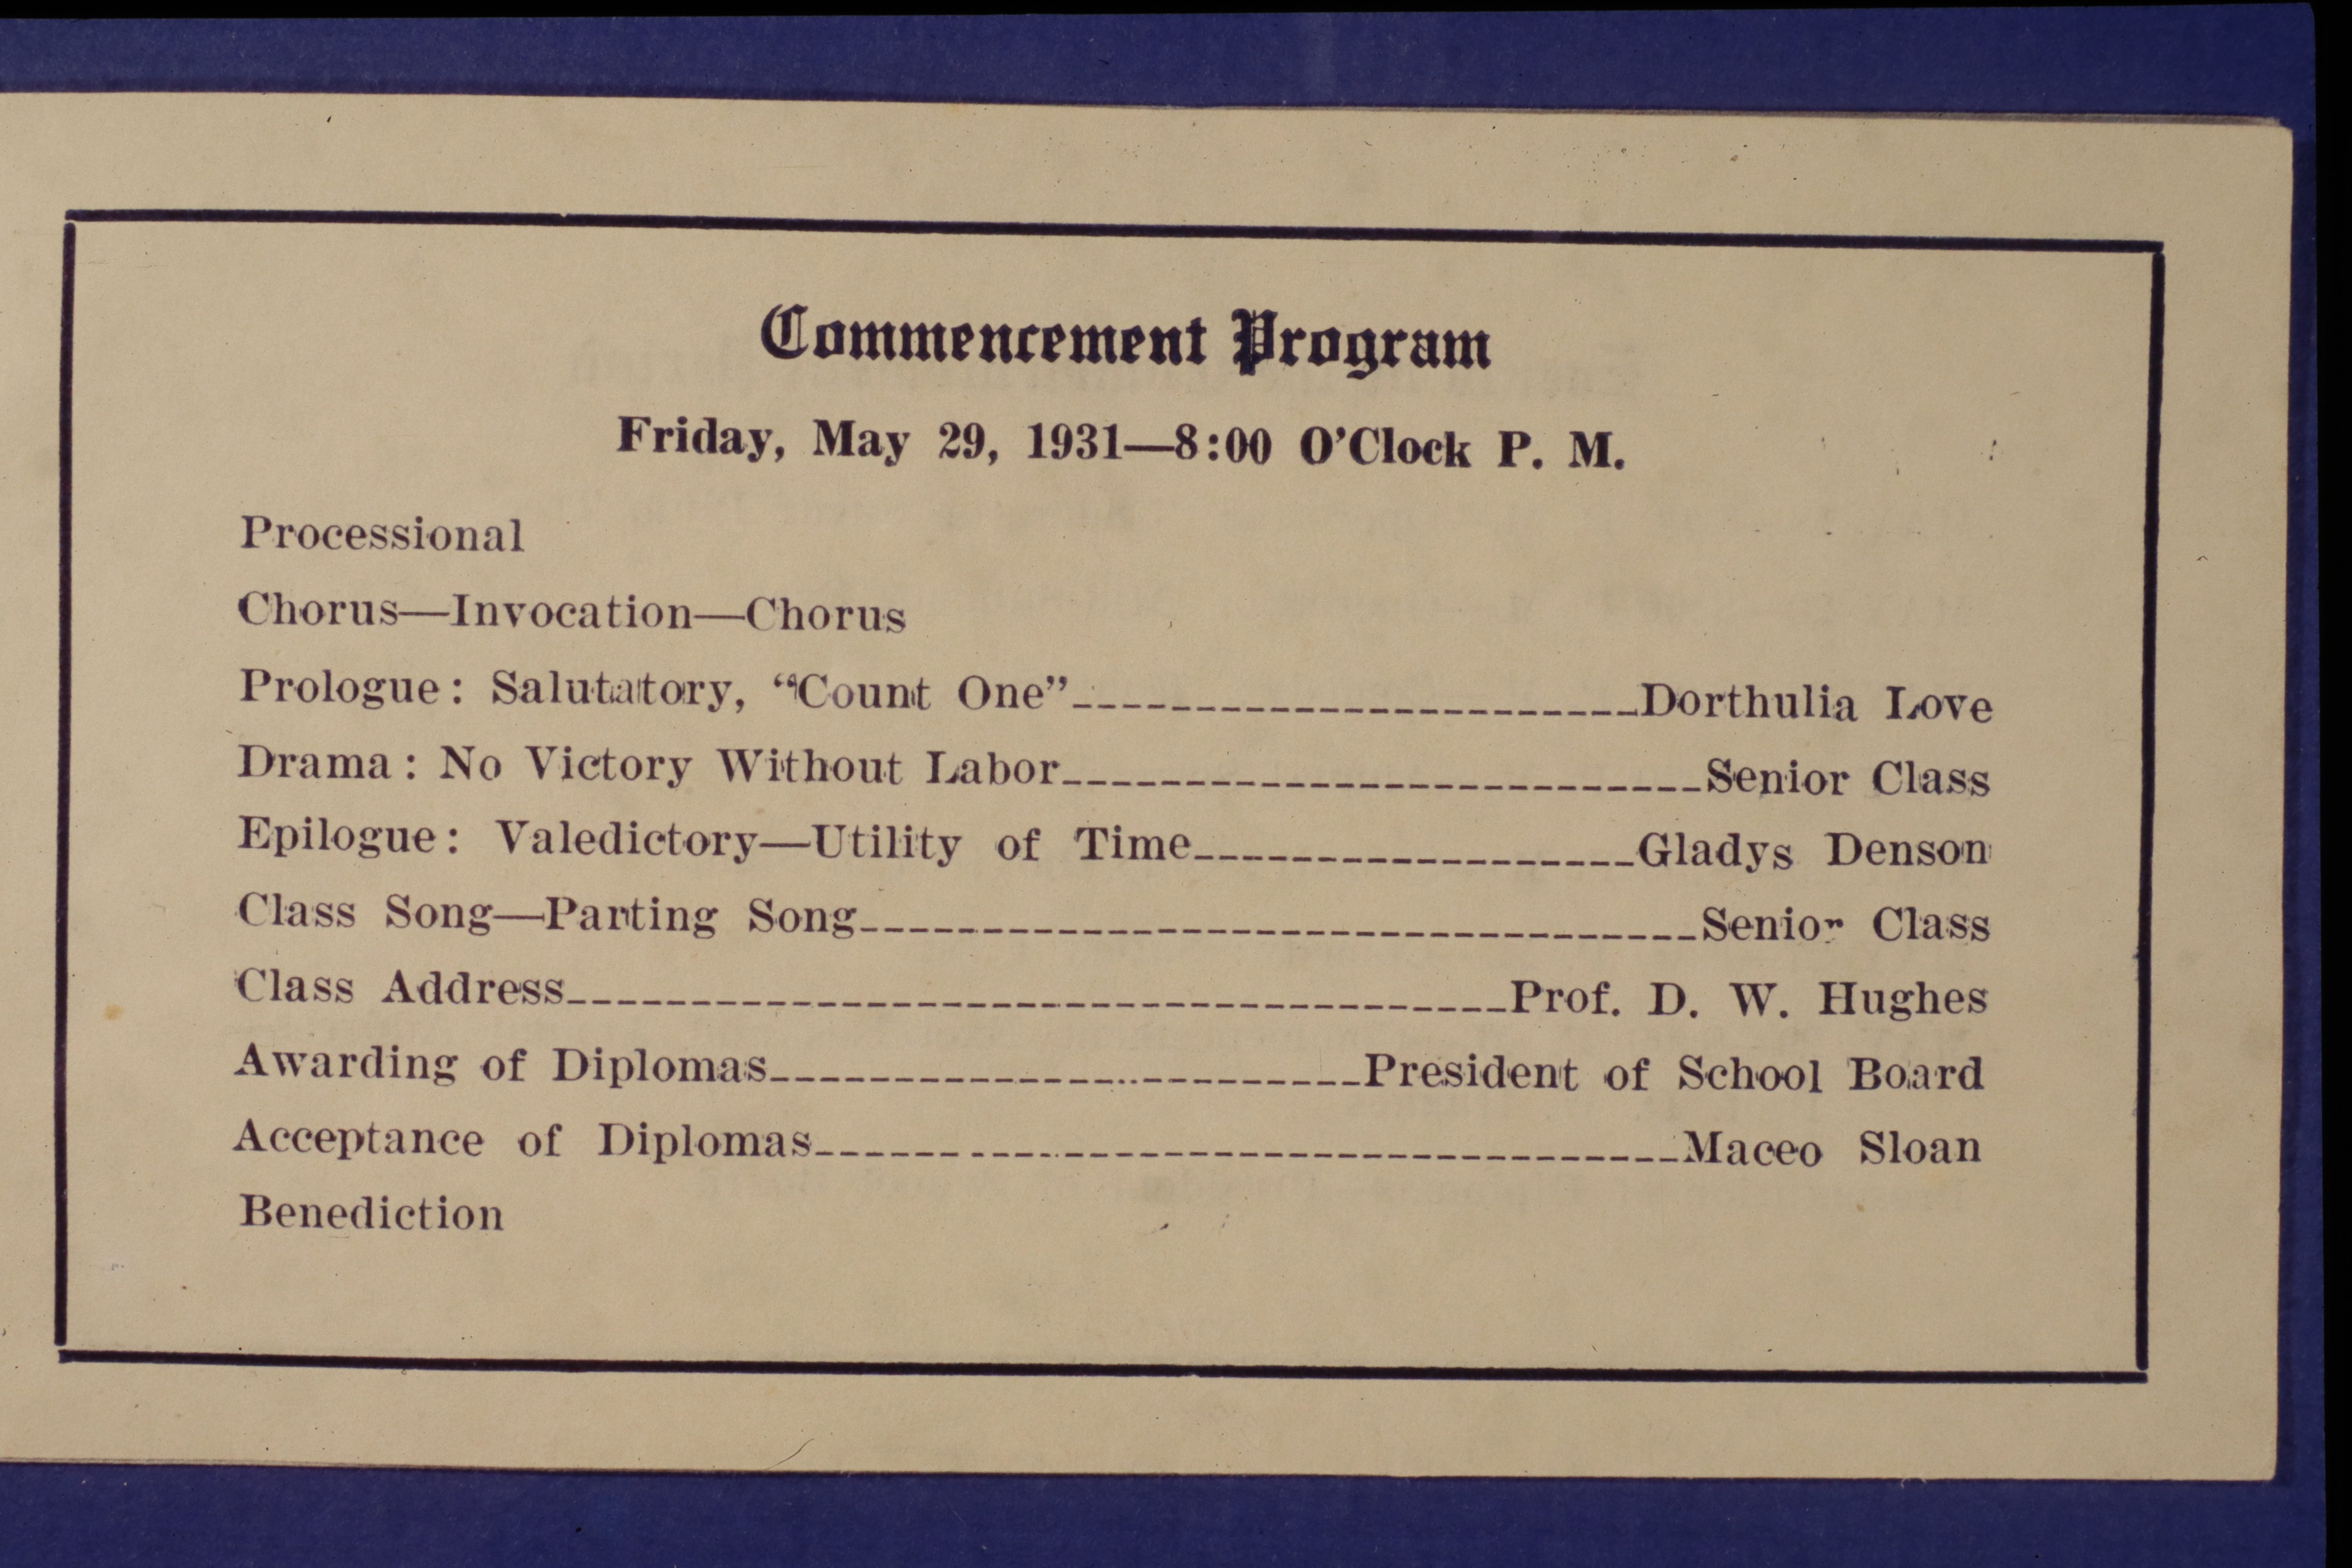 Commencement Program
Friday, May 29, 1931—8:00 O'Clock P. M.
Processional
Chorus—Invocation—Chorus
Prologue: Salutatory, "Count One"-----------------------Dorthulia Love
Drama: No Victory Without Labor--------------------------Senior Class
Epilogue: Valedictory—Utility of Time------------------Gladys Denson
Class Song—Parting Song----------------------------------Senior Class
Class Address--------------------------------------Prof. D. W. Hughes
Awarding of Diplomas------------------------President of School Board
Acceptance of Diplomas-----------------------------------Maceo Sloan
Benediction